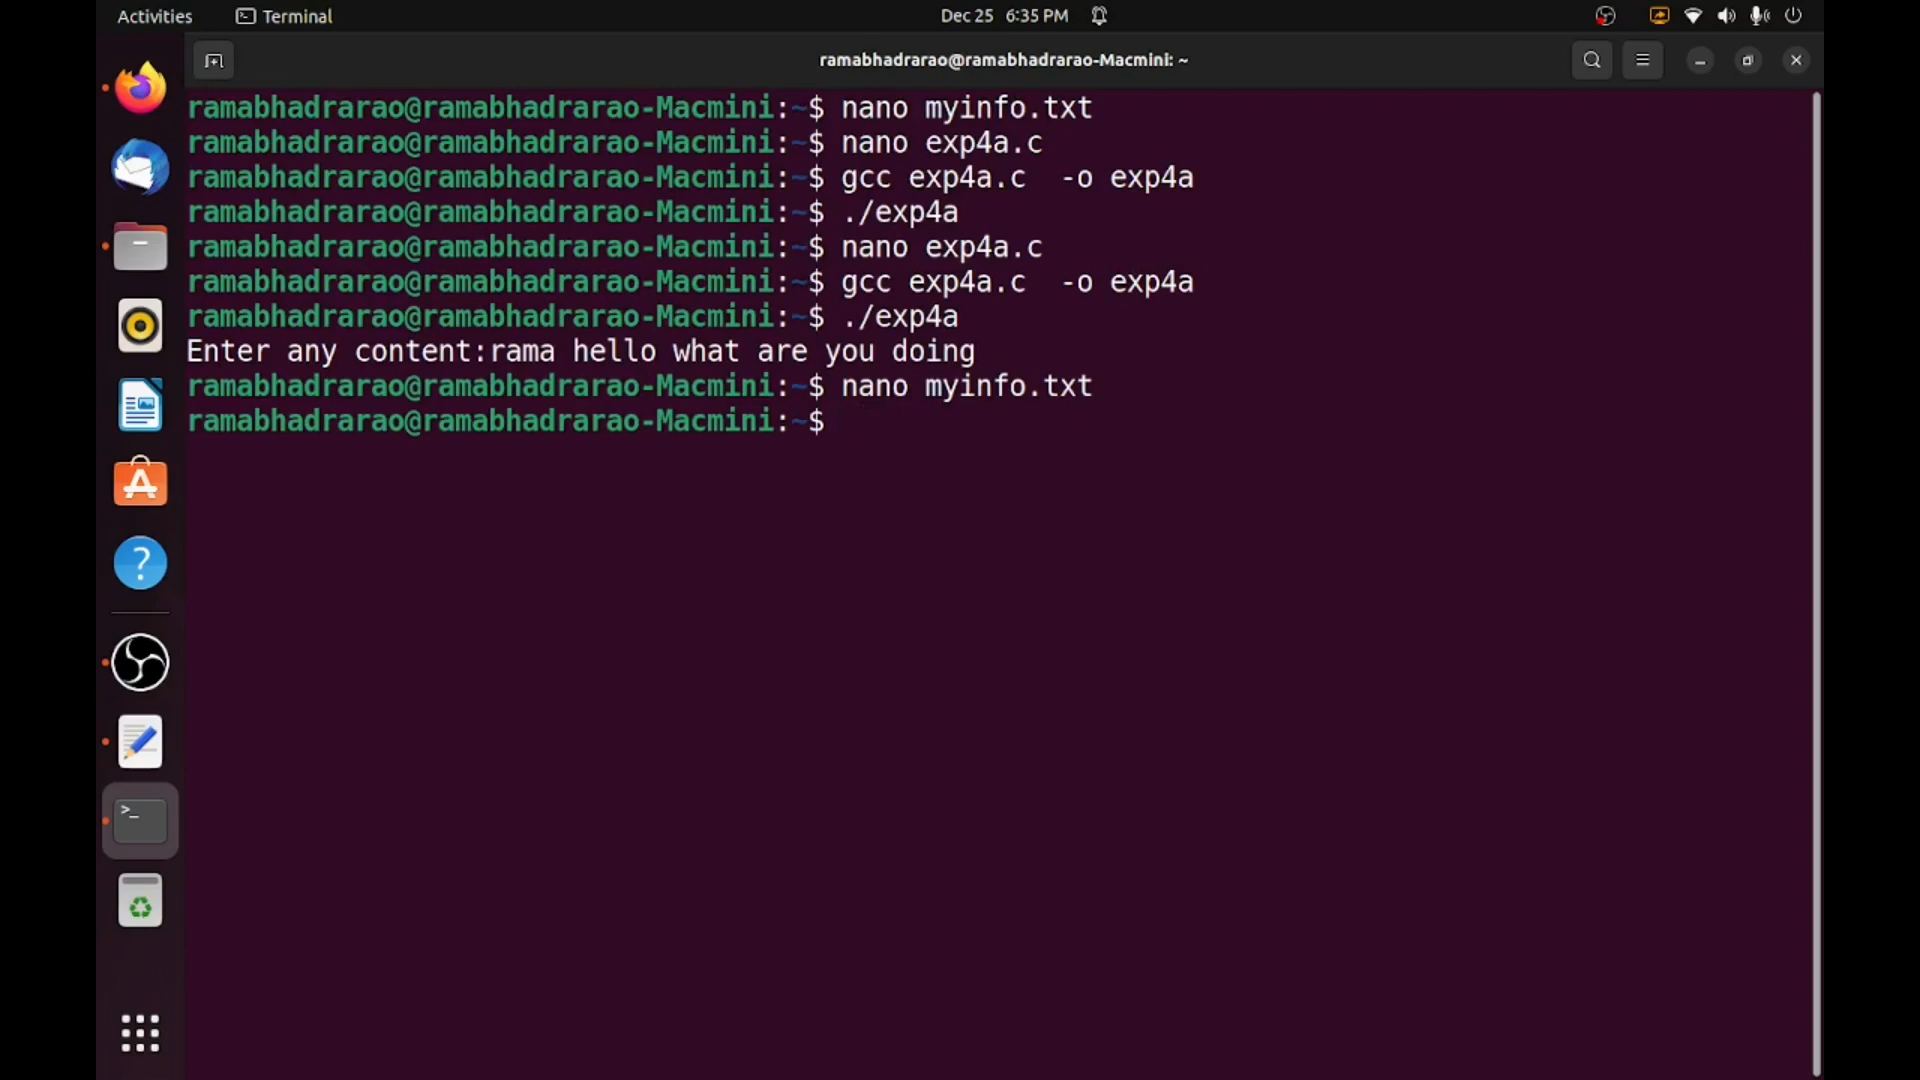 Activities Terminal Dec 25 6:35 PM
ramabhadrarao@ramabhadrarao-Macmini: ~
ramabhadrarao@ramabhadrarao-Macmini:~$ nano myinfo.txt
ramabhadrarao@ramabhadrarao-Macmini:~$ nano exp4a.c
ramabhadrarao@ramabhadrarao-Macmini:~$ gcc exp4a.c  -o exp4a
ramabhadrarao@ramabhadrarao-Macmini:~$ ./exp4a
ramabhadrarao@ramabhadrarao-Macmini:~$ nano exp4a.c
ramabhadrarao@ramabhadrarao-Macmini:~$ gcc exp4a.c  -o exp4a
ramabhadrarao@ramabhadrarao-Macmini:~$ ./exp4a
Enter any content:rama hello what are you doing
ramabhadrarao@ramabhadrarao-Macmini:~$ nano myinfo.txt
ramabhadrarao@ramabhadrarao-Macmini:~$